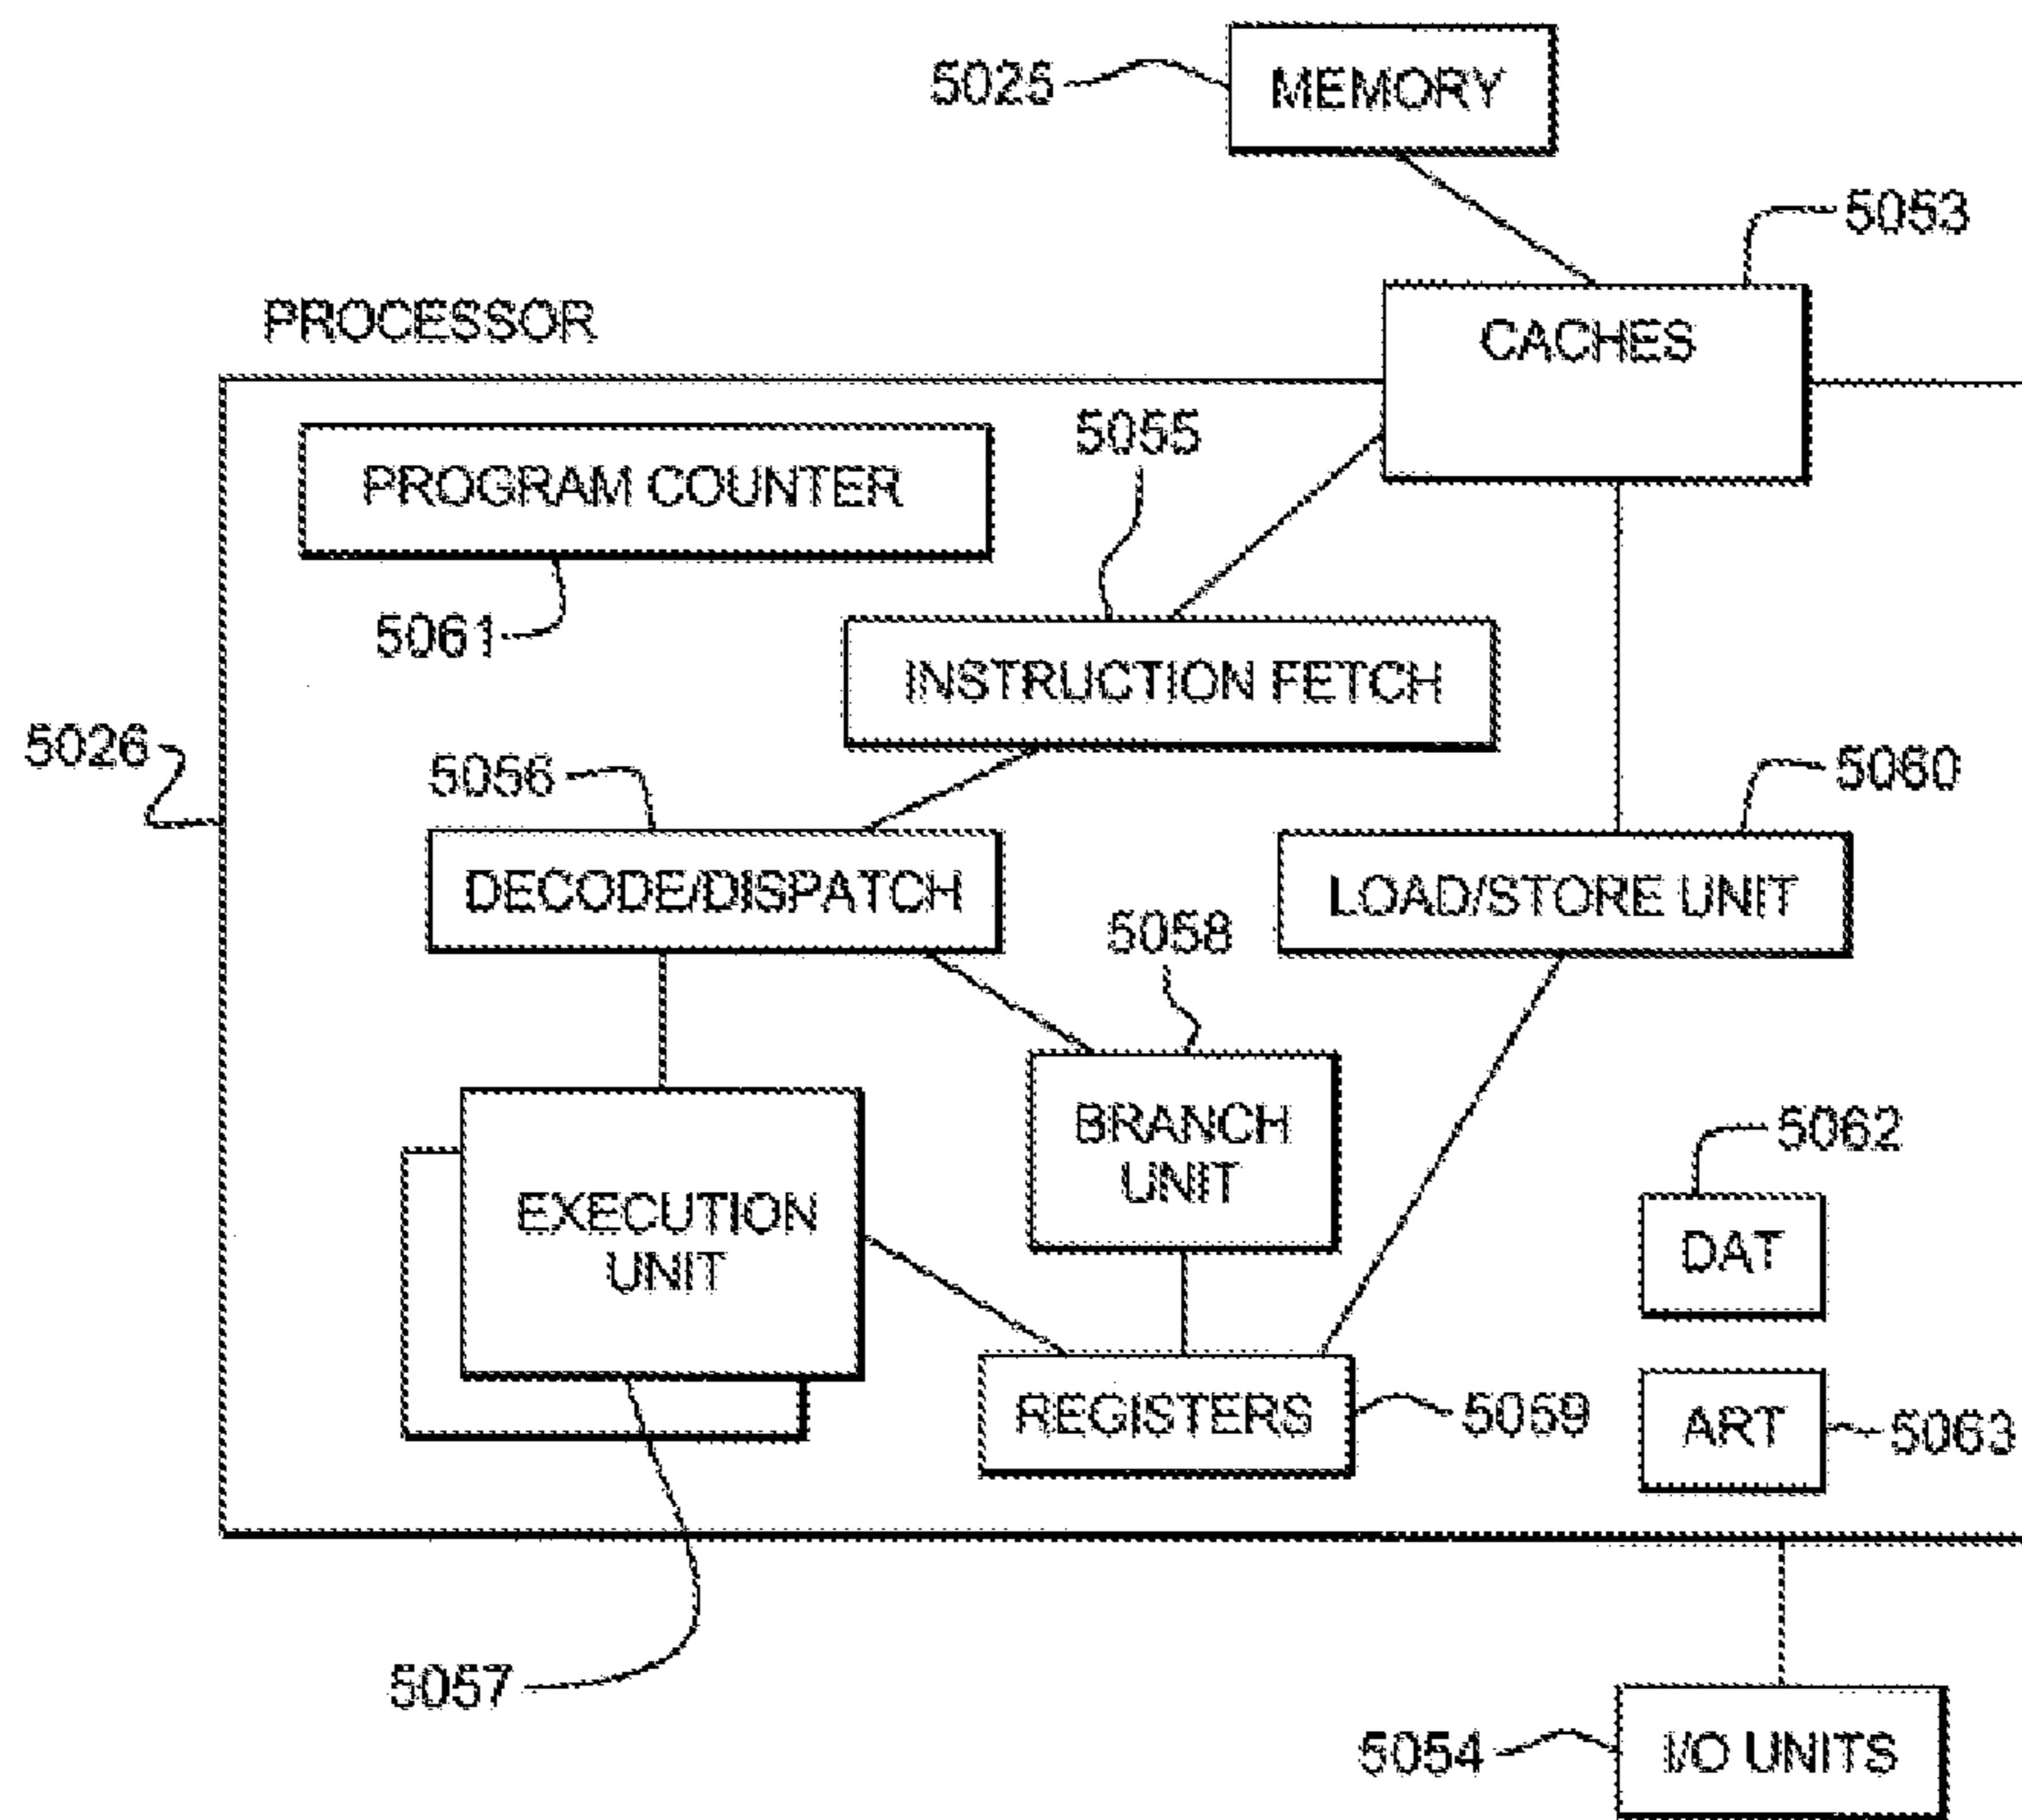 MEMORY
5025
5053
CACHES
PROCESSOR
PROGRAM COUNTER
5055
5061
INSTRUCTION FETCH
5026
5056
5060
DECODE/DISPATCH
LOAD/STORE UNIT
5058
BRANCH
UNIT
5062
EXECUTION
UNIT
DAT
REGISTERS
5059
ART
5063
5057
5054
I/O UNITS